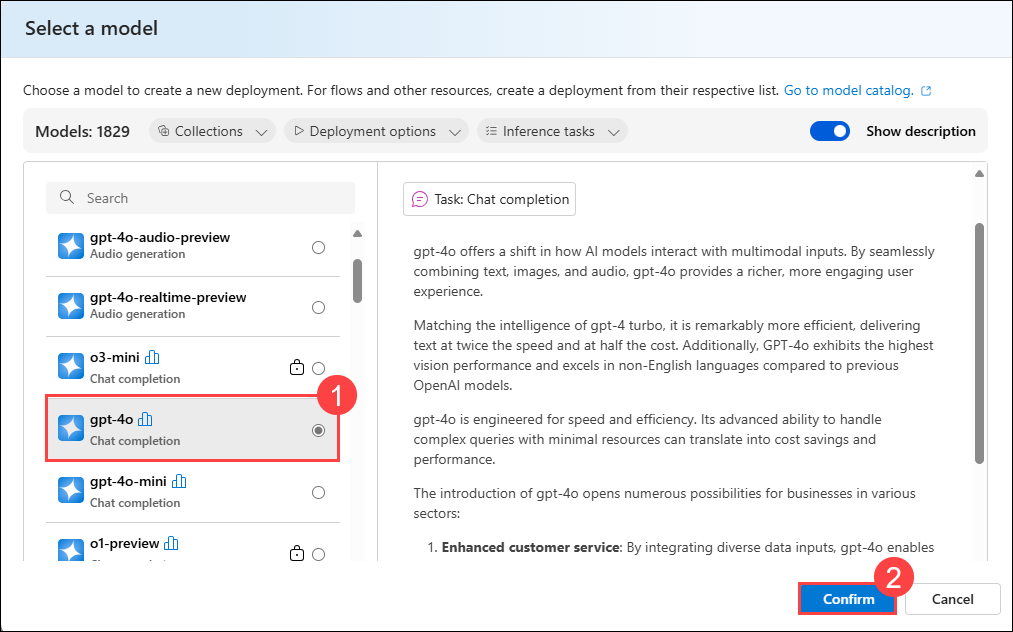 Select a model
Choose a model to create a new deployment. For flows and other resources, create a deployment from their respective list. Go to model catalog.
Models: 1829 Collections Deployment options Inference tasks Show description
Search
gpt-4o-audio-preview
Audio generation
gpt-4o-realtime-preview
Audio generation
o3-mini
Chat completion
1
gpt-4o
Chat completion
gpt-4o-mini
Chat completion
o1-preview
Task: Chat completion
gpt-4o offers a shift in how AI models interact with multimodal inputs. By seamlessly
combining text, images, and audio, gpt-4o provides a richer, more engaging user
experience.
Matching the intelligence of gpt-4 turbo, it is remarkably more efficient, delivering
text at twice the speed and at half the cost. Additionally, GPT-4o exhibits the highest
vision performance and excels in non-English languages compared to previous
OpenAI models.
gpt-4o is engineered for speed and efficiency. Its advanced ability to handle
complex queries with minimal resources can translate into cost savings and
performance.
The introduction of gpt-4o opens numerous possibilities for businesses in various
sectors:
1. Enhanced customer service: By integrating diverse data inputs, gpt-4o enables
2
Confirm Cancel